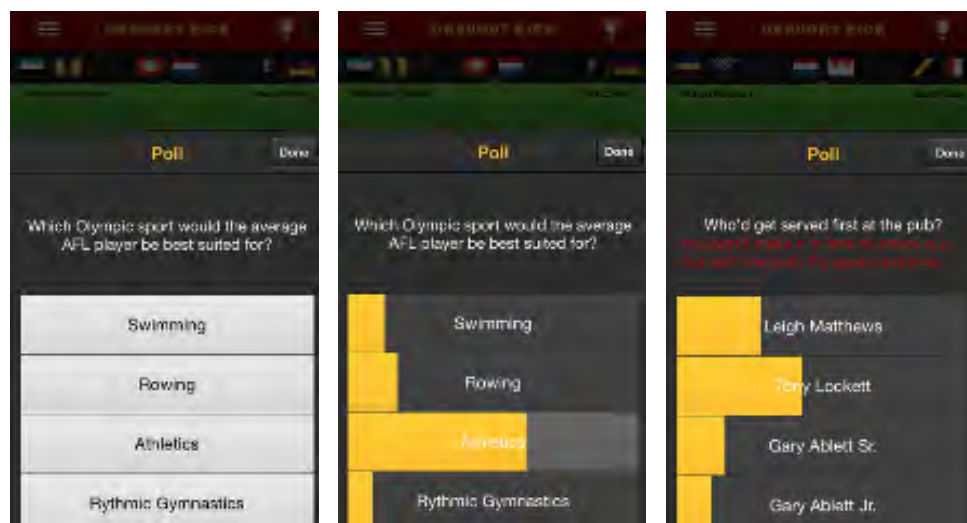 Poll
Done
Which Olympic sport would the average
AFL player be best suited for?
Swimming
Rowing
Athletics
Rythmic Gymnastics
Poll
Done
Which Olympic sport would the average
AFL player be best suited for?
Swimming
Rowing
Athletics
Rythmic Gymnastics
Poll
Done
Who'd get served first at the pub?
Leigh Matthews
Tony Lockett
Gary Ablett Sr.
Gary Ablett Jr.